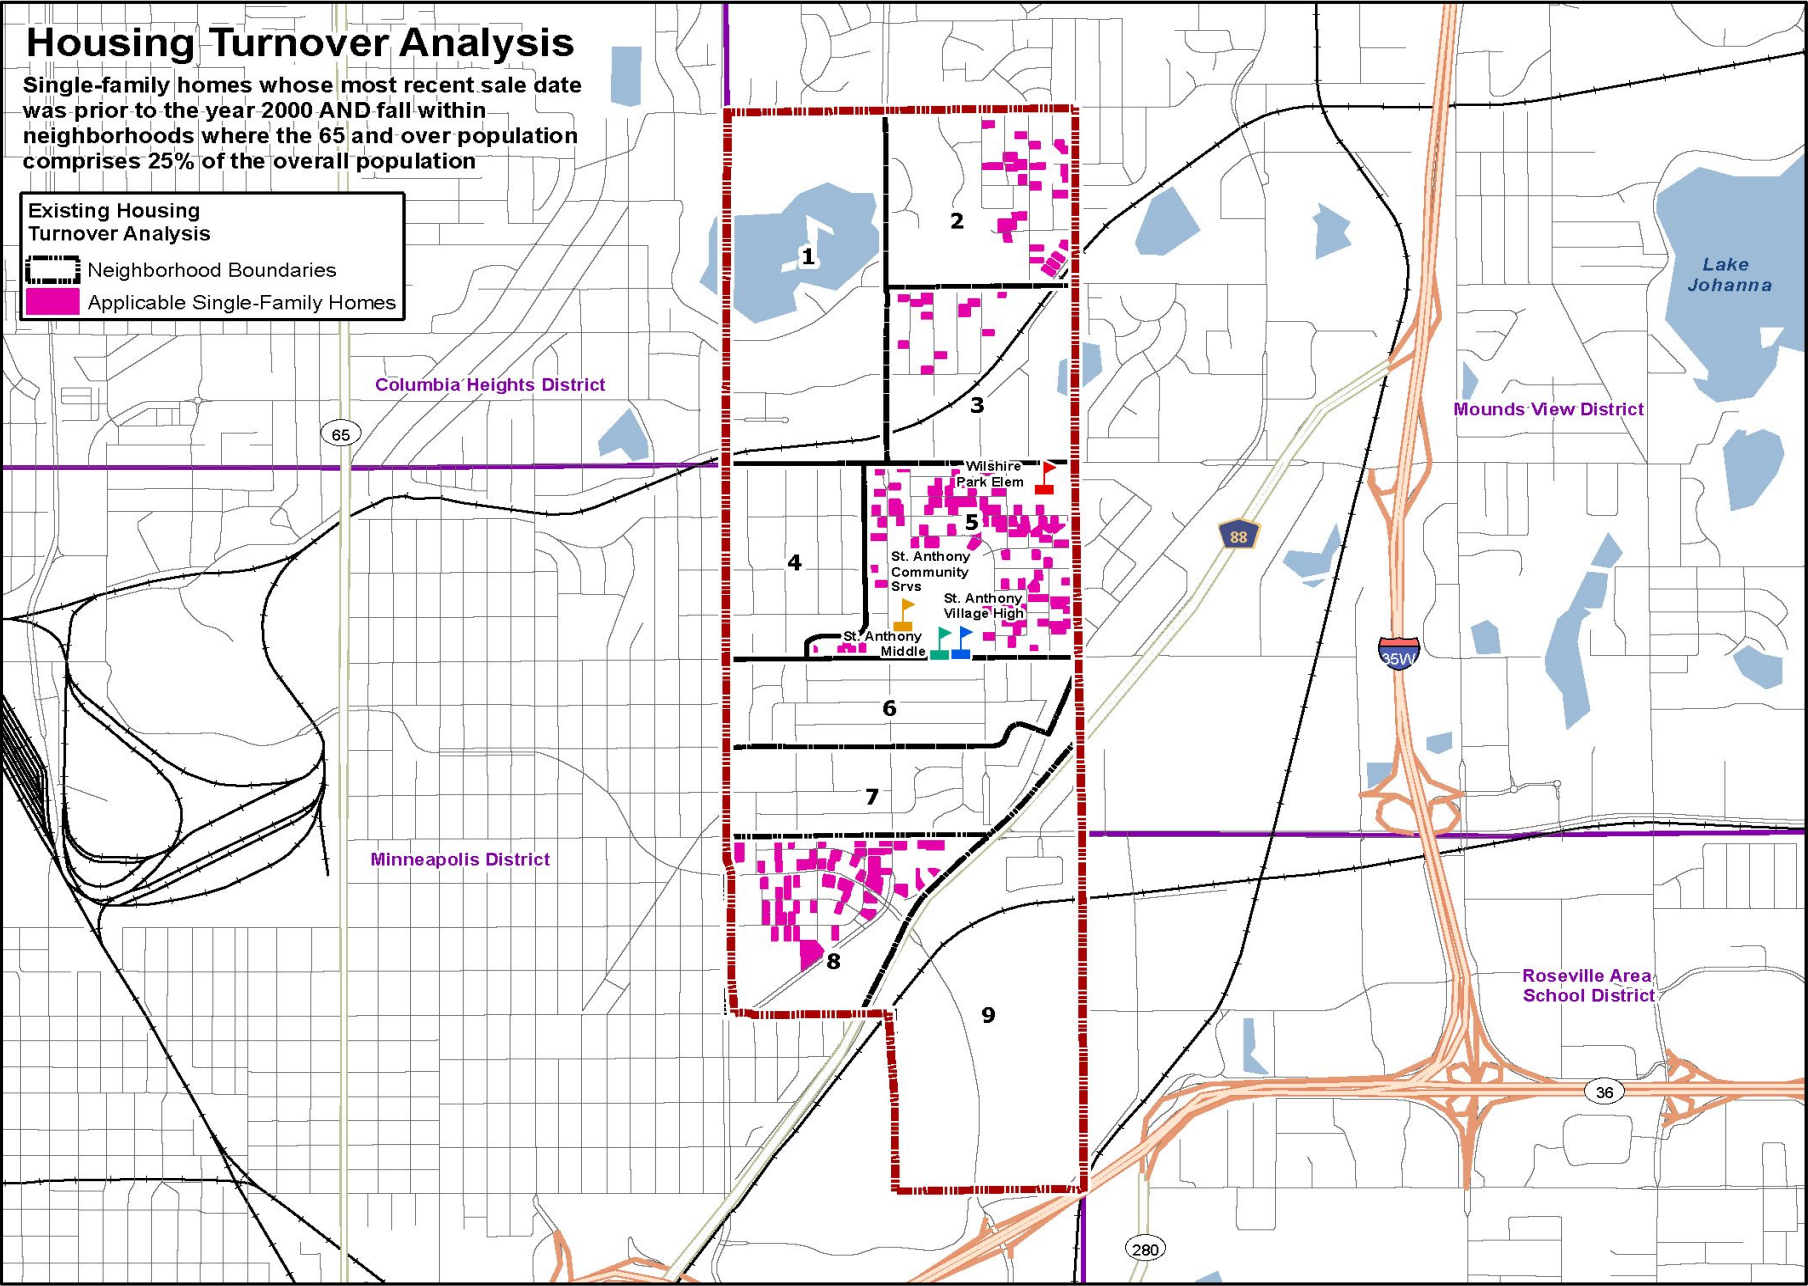 Housing Turnover Analysis
Single-family homes whose most recent sale date
was prior to the year 2000 AND fall within
neighborhoods where the 65 and over population
comprises 25% of the overall population
Existing Housing
Turnover Analysis
Neighborhood Boundaries
Applicable Single-Family Homes
1
2
Lake
Johanna
Columbia Heights District
3
Mounds View District
65
Wilshire
Park Elem
5
88
4
St. Anthony
Community
Srvs
St. Anthony
Village High
St. Anthony
Middle
35W
6
7
Minneapolis District
8
Roseville Area
School District
9
36
280